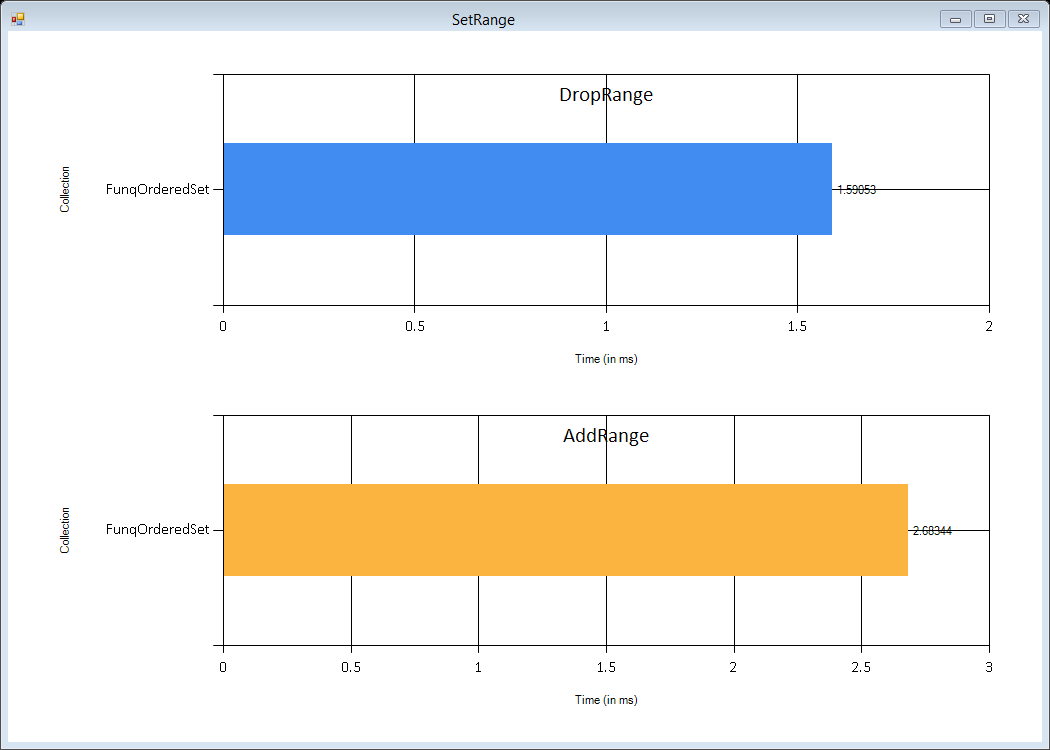 SetRange
DropRange
Collection
FunqOrderedSet
1.59053
0 0.5 1 1.5 2
Time (in ms)
AddRange
Collection
FunqOrderedSet
2.68344
0 0.5 1 1.5 2 2.5 3
Time (in ms)